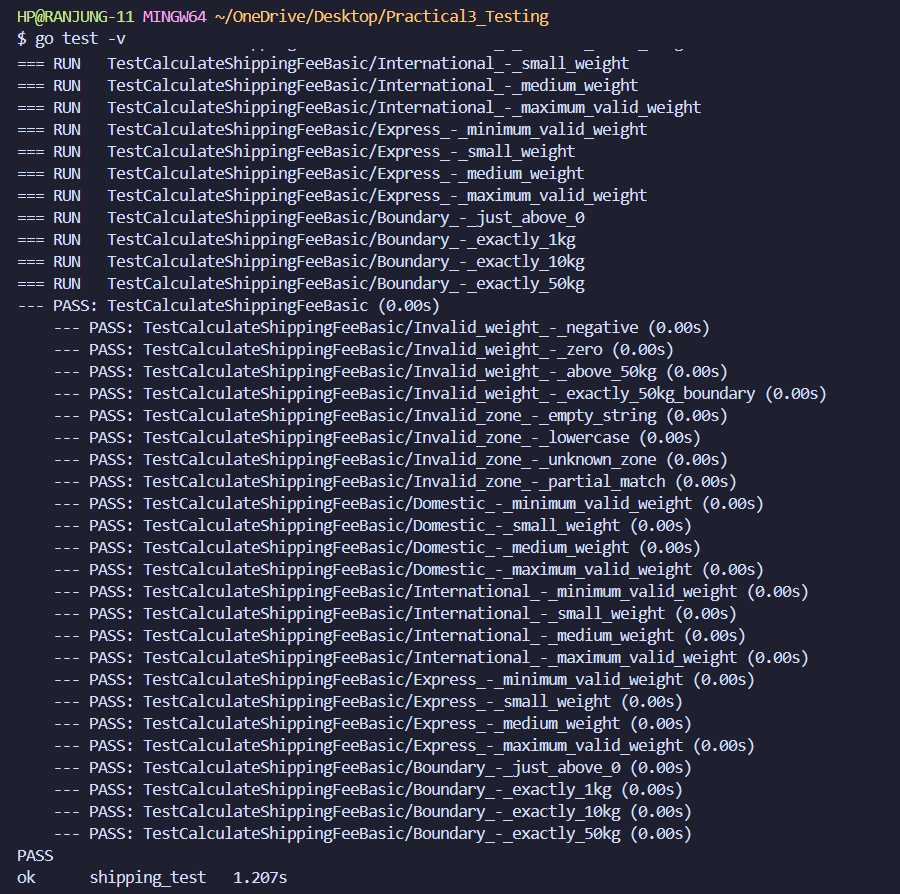 HP@RANJUNG-11 MINGW64 ~/OneDrive/Desktop/Practical3_Testing
$ go test -v
=== RUN   TestCalculateShippingFeeBasic/International_-_small_weight
=== RUN   TestCalculateShippingFeeBasic/International_-_medium_weight
=== RUN   TestCalculateShippingFeeBasic/International_-_maximum_valid_weight
=== RUN   TestCalculateShippingFeeBasic/Express_-_minimum_valid_weight
=== RUN   TestCalculateShippingFeeBasic/Express_-_small_weight
=== RUN   TestCalculateShippingFeeBasic/Express_-_medium_weight
=== RUN   TestCalculateShippingFeeBasic/Express_-_maximum_valid_weight
=== RUN   TestCalculateShippingFeeBasic/Boundary_-_just_above_0
=== RUN   TestCalculateShippingFeeBasic/Boundary_-_exactly_1kg
=== RUN   TestCalculateShippingFeeBasic/Boundary_-_exactly_10kg
=== RUN   TestCalculateShippingFeeBasic/Boundary_-_exactly_50kg
--- PASS: TestCalculateShippingFeeBasic (0.00s)
    --- PASS: TestCalculateShippingFeeBasic/Invalid_weight_-_negative (0.00s)
    --- PASS: TestCalculateShippingFeeBasic/Invalid_weight_-_zero (0.00s)
    --- PASS: TestCalculateShippingFeeBasic/Invalid_weight_-_above_50kg (0.00s)
    --- PASS: TestCalculateShippingFeeBasic/Invalid_weight_-_exactly_50kg_boundary (0.00s)
    --- PASS: TestCalculateShippingFeeBasic/Invalid_zone_-_empty_string (0.00s)
    --- PASS: TestCalculateShippingFeeBasic/Invalid_zone_-_lowercase (0.00s)
    --- PASS: TestCalculateShippingFeeBasic/Invalid_zone_-_unknown_zone (0.00s)
    --- PASS: TestCalculateShippingFeeBasic/Invalid_zone_-_partial_match (0.00s)
    --- PASS: TestCalculateShippingFeeBasic/Domestic_-_minimum_valid_weight (0.00s)
    --- PASS: TestCalculateShippingFeeBasic/Domestic_-_small_weight (0.00s)
    --- PASS: TestCalculateShippingFeeBasic/Domestic_-_medium_weight (0.00s)
    --- PASS: TestCalculateShippingFeeBasic/Domestic_-_maximum_valid_weight (0.00s)
    --- PASS: TestCalculateShippingFeeBasic/International_-_minimum_valid_weight (0.00s)
    --- PASS: TestCalculateShippingFeeBasic/International_-_small_weight (0.00s)
    --- PASS: TestCalculateShippingFeeBasic/International_-_medium_weight (0.00s)
    --- PASS: TestCalculateShippingFeeBasic/International_-_maximum_valid_weight (0.00s)
    --- PASS: TestCalculateShippingFeeBasic/Express_-_minimum_valid_weight (0.00s)
    --- PASS: TestCalculateShippingFeeBasic/Express_-_small_weight (0.00s)
    --- PASS: TestCalculateShippingFeeBasic/Express_-_medium_weight (0.00s)
    --- PASS: TestCalculateShippingFeeBasic/Express_-_maximum_valid_weight (0.00s)
    --- PASS: TestCalculateShippingFeeBasic/Boundary_-_just_above_0 (0.00s)
    --- PASS: TestCalculateShippingFeeBasic/Boundary_-_exactly_1kg (0.00s)
    --- PASS: TestCalculateShippingFeeBasic/Boundary_-_exactly_10kg (0.00s)
    --- PASS: TestCalculateShippingFeeBasic/Boundary_-_exactly_50kg (0.00s)
PASS
ok      shipping_test   1.207s